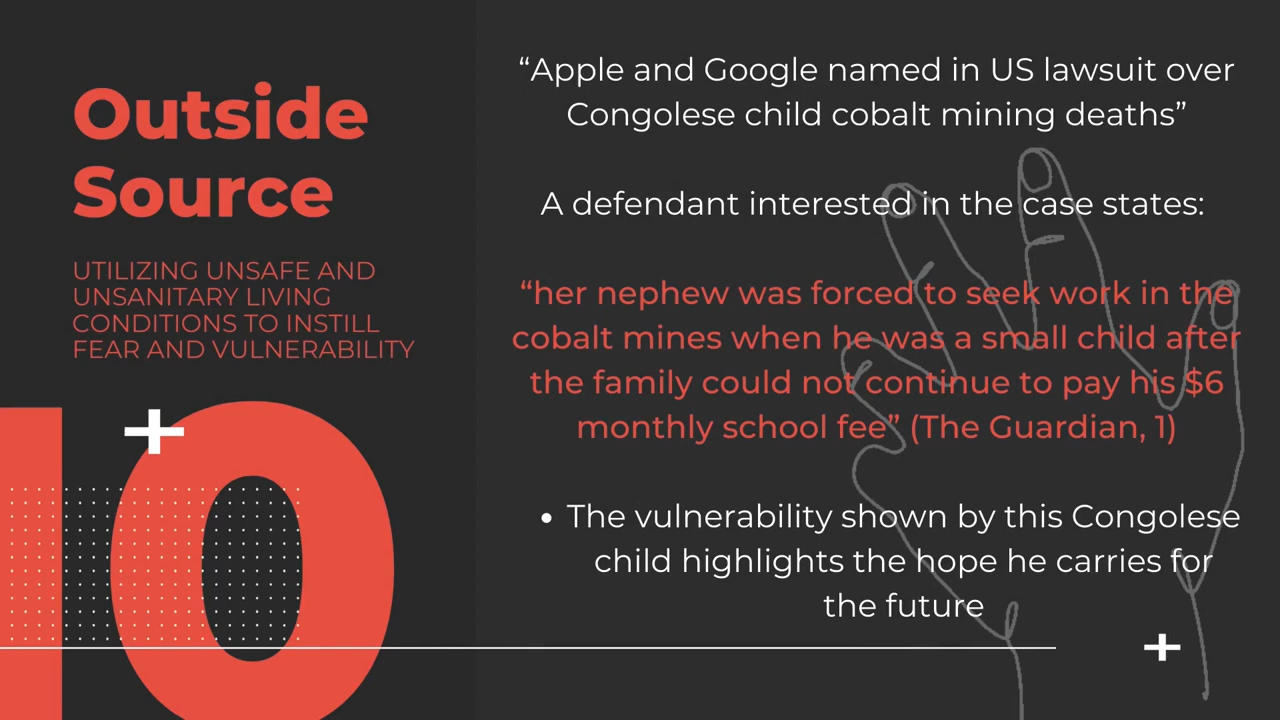 Outside
Source
UTILIZING UNSAFE AND
UNSANITARY LIVING
CONDITIONS TO INSTILL
FEAR AND VULNERABILITY
10
“Apple and Google named in US lawsuit over
Congolese child cobalt mining deaths”
A defendant interested in the case states:
“her nephew was forced to seek work in the
cobalt mines when he was a small child after
the family could not continue to pay his $6
monthly school fee” (The Guardian, 1)
• The vulnerability shown by this Congolese
child highlights the hope he carries for
the future